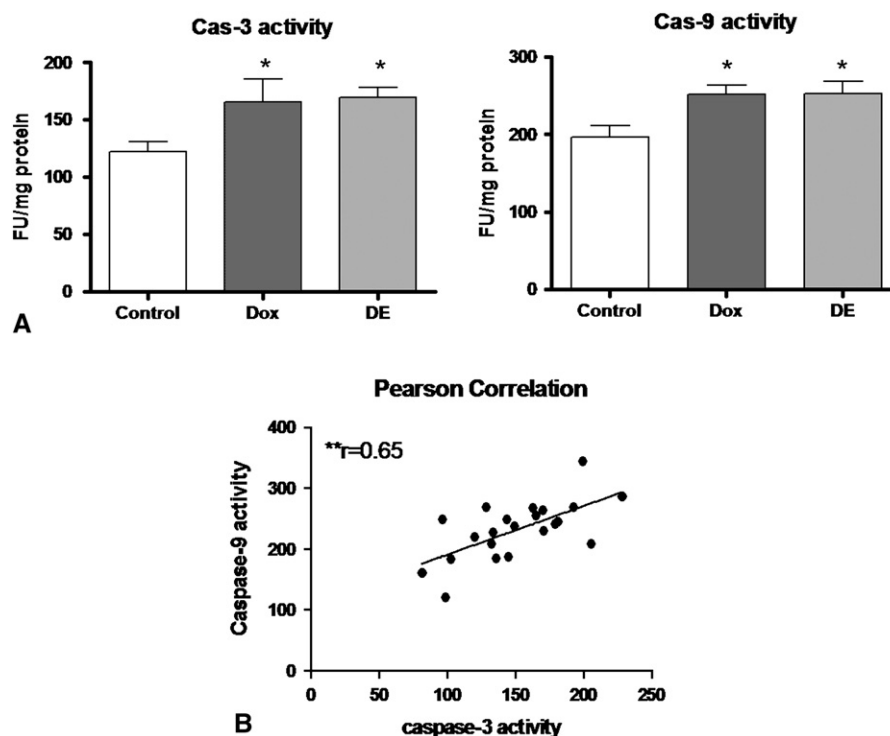 Cas-3 activity
FU/mg protein
200
150
100
50
0
*
*
Control Dox DE
A
Cas-9 activity
FU/mg protein
300
200
100
0
*
*
Control Dox DE
Pearson Correlation
**r=0.65
Caspase-9 activity
400
300
200
100
0
0 50 100 150 200 250
caspase-3 activity
B